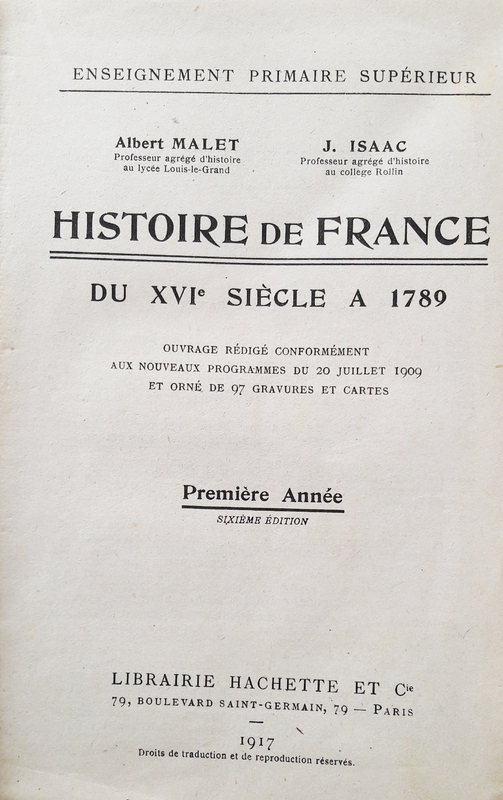 ENSEIGNEMENT PRIMAIRE SUPÉRIEUR
Albert MALET
Professeur agrégé d'histoire
au lycée Louis-le-Grand
J. ISAAC
Professeur agrégé d'histoire
au collège Rollin
HISTOIRE DE FRANCE
DU XVIe SIÈCLE A 1789
OUVRAGE RÉDIGÉ CONFORMÉMENT
AUX NOUVEAUX PROGRAMMES DU 20 JUILLET 1909
ET ORNÉ DE 97 GRAVURES ET CARTES
Première Année
SIXIÈME ÉDITION
LIBRAIRIE HACHETTE ET Cie
79, BOULEVARD SAINT-GERMAIN, 79 — PARIS
1917
Droits de traduction et de reproduction réservés.